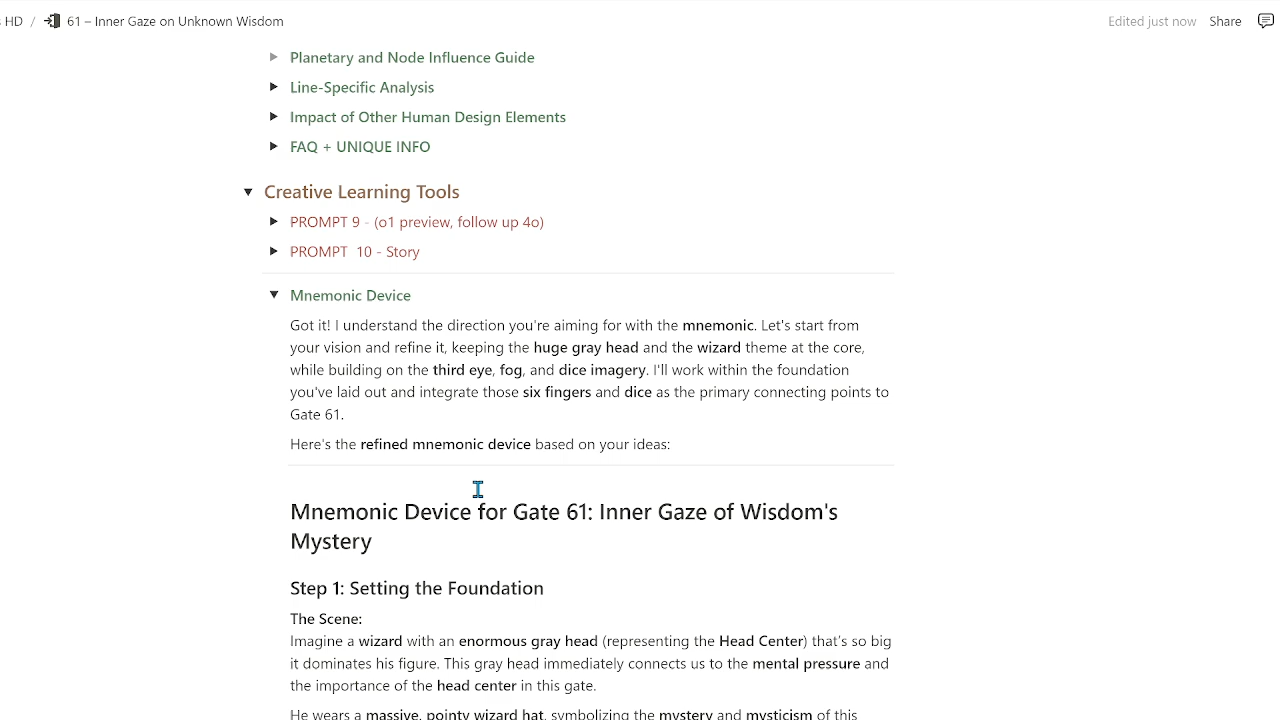 s HD / 61 – Inner Gaze on Unknown Wisdom
Edited just now Share
Planetary and Node Influence Guide
Line-Specific Analysis
Impact of Other Human Design Elements
FAQ + UNIQUE INFO
Creative Learning Tools
PROMPT 9 - (o1 preview, follow up 4o)
PROMPT  10 - Story
Mnemonic Device
Got it! I understand the direction you're aiming for with the mnemonic. Let's start from
your vision and refine it, keeping the huge gray head and the wizard theme at the core,
while building on the third eye, fog, and dice imagery. I'll work within the foundation
you've laid out and integrate those six fingers and dice as the primary connecting points to
Gate 61.
Here's the refined mnemonic device based on your ideas:
Mnemonic Device for Gate 61: Inner Gaze of Wisdom's
Mystery
Step 1: Setting the Foundation
The Scene:
Imagine a wizard with an enormous gray head (representing the Head Center) that's so big
it dominates his figure. This gray head immediately connects us to the mental pressure and
the importance of the head center in this gate.
He wears a massive, pointy wizard hat, symbolizing the mystery and mysticism of this